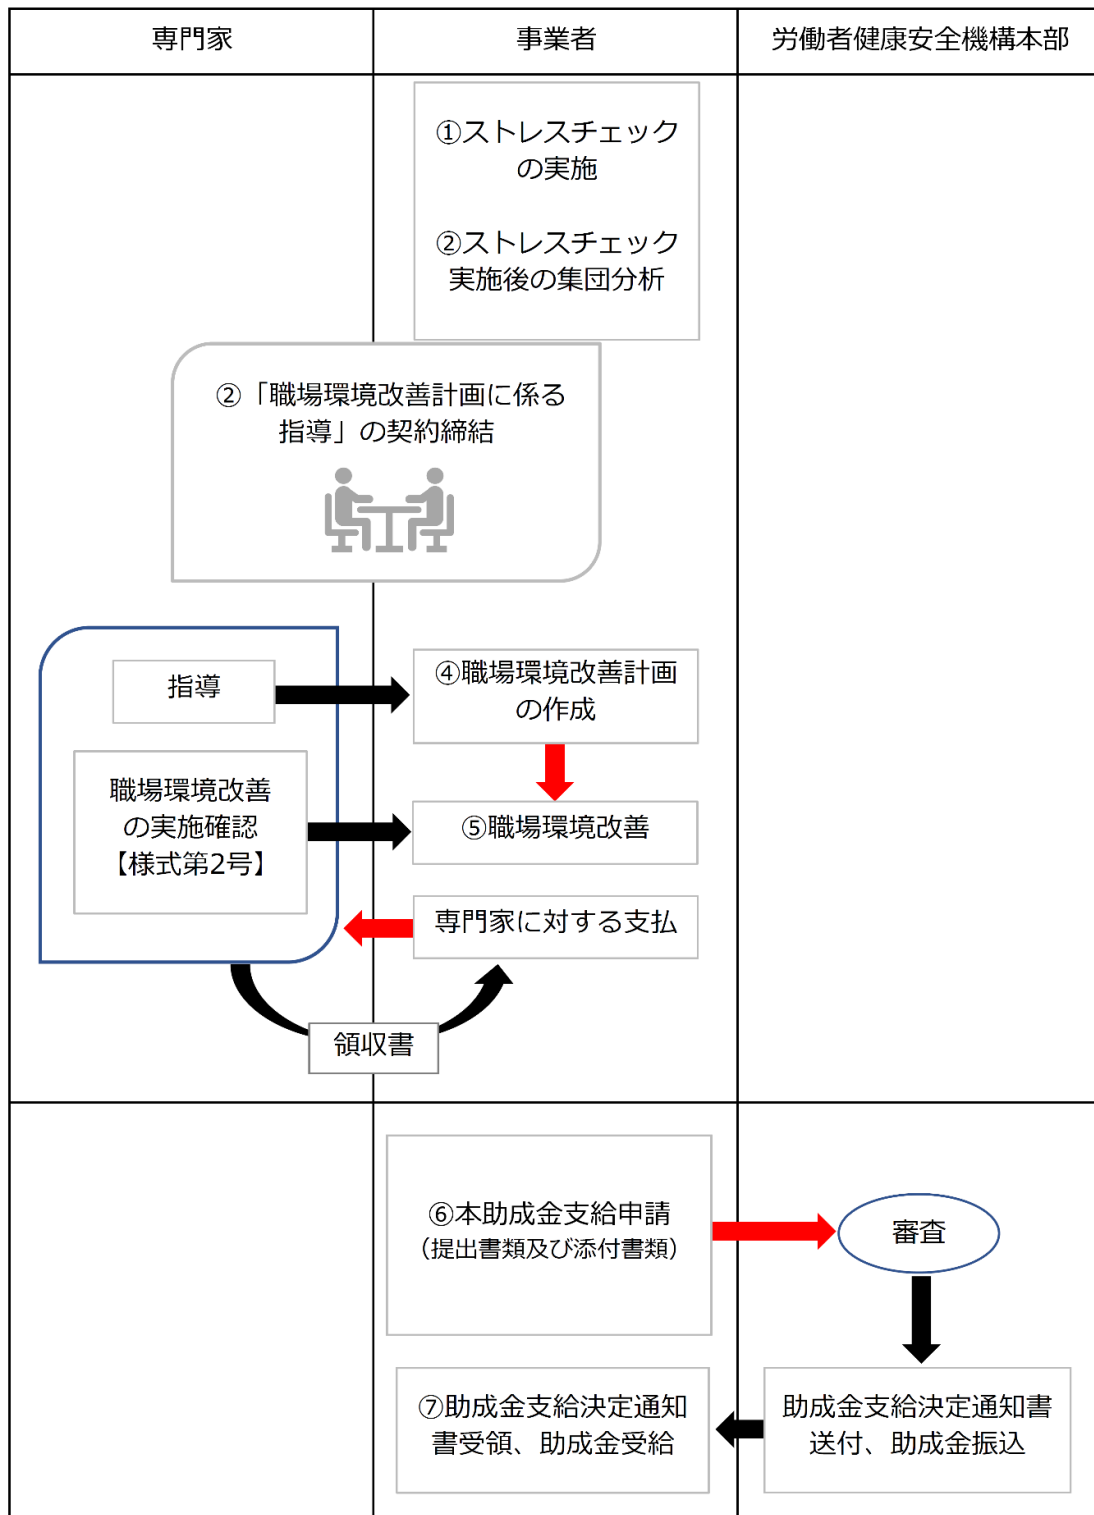 専門家
事業者
労働者健康安全機構本部
①ストレスチェック
の実施
②ストレスチェック
実施後の集団分析
②「職場環境改善計画に係る
指導」の契約締結
指導
④職場環境改善計画
の作成
職場環境改善
の実施確認
【様式第2号】
⑤職場環境改善
専門家に対する支払
領収書
⑥本助成金支給申請
（提出書類及び添付書類）
審査
⑦助成金支給決定通知
書受領、助成金受給
助成金支給決定通知書
送付、助成金振込